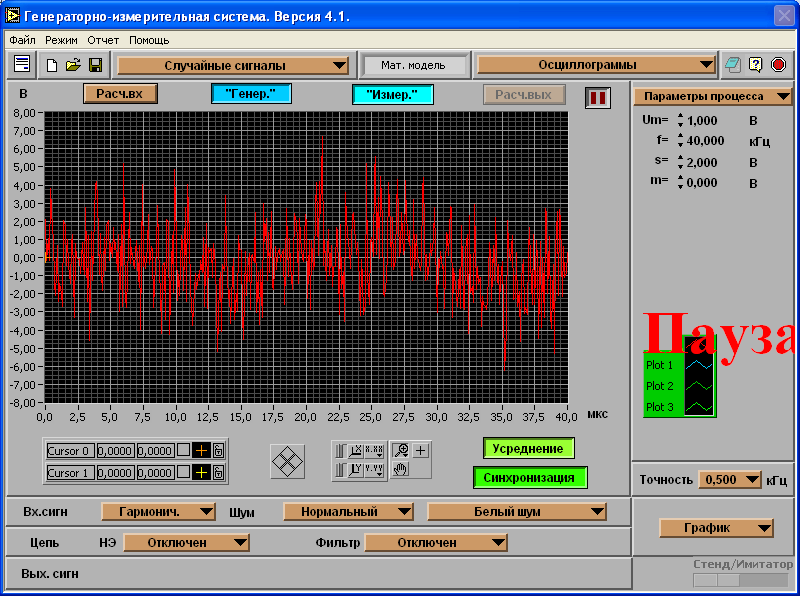 Генераторно-измерительная система. Версия 4.1.
Файл Режим Отчет Помощь
Случайные сигналы Мат. модель Осциллограммы
В Расч.вх "Генер." "Измер." Расч.вых
Параметры процесса
8,00
7,00
6,00
5,00
4,00
3,00
2,00
1,00
0,00
-1,00
-2,00
-3,00
-4,00
-5,00
-6,00
-7,00
-8,00
0,0 2,5 5,0 7,5 10,0 12,5 15,0 17,5 20,0 22,5 25,0 27,5 30,0 32,5 35,0 37,5 40,0 мкс
Um= 1,000 В
f= 40,000 кГц
s= 2,000 В
m= 0,000 В
Пауза
Plot 1
Plot 2
Plot 3
Cursor 0 0,0000 0,0000
Cursor 1 0,0000 0,0000
X X.XX
Y Y.YY
Усреднение
Синхронизация
Точность 0,500 кГц
Вх.сигн Гармонич. Шум Нормальный Белый шум
Цепь НЭ Отключен Фильтр Отключен
График
Вых. сигн
Стенд/Имитатор